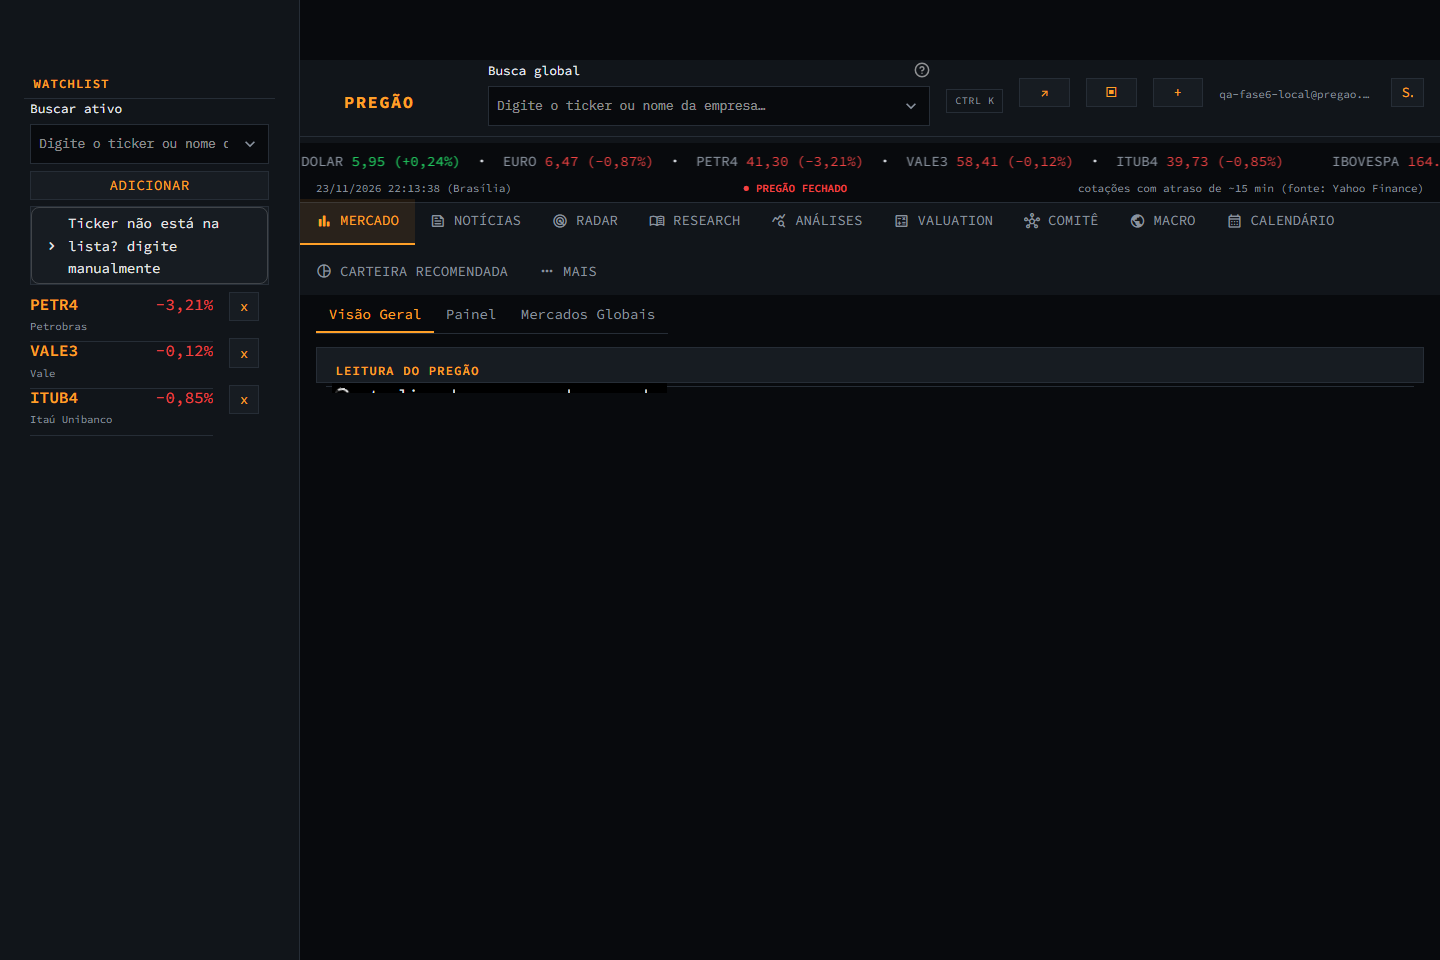 WATCHLIST
Buscar ativo
Digite o ticker ou nome d
ADICIONAR
Ticker não está na
lista? digite
manualmente
PETR4 -3,21% x
Petrobras
VALE3 -0,12% x
Vale
ITUB4 -0,85% x
Itaú Unibanco
PREGÃO
Busca global
Digite o ticker ou nome da empresa…
CTRL K
+
qa-fase6-local@pregao.…
S.
DOLAR 5,95 (+0,24%) • EURO 6,47 (-0,87%) • PETR4 41,30 (-3,21%) • VALE3 58,41 (-0,12%) • ITUB4 39,73 (-0,85%) IBOVESPA 164.
23/11/2026 22:13:38 (Brasília)
● PREGÃO FECHADO
cotações com atraso de ~15 min (fonte: Yahoo Finance)
MERCADO NOTÍCIAS RADAR RESEARCH ANÁLISES VALUATION COMITÊ MACRO CALENDÁRIO
CARTEIRA RECOMENDADA MAIS
Visão Geral Painel Mercados Globais
LEITURA DO PREGÃO